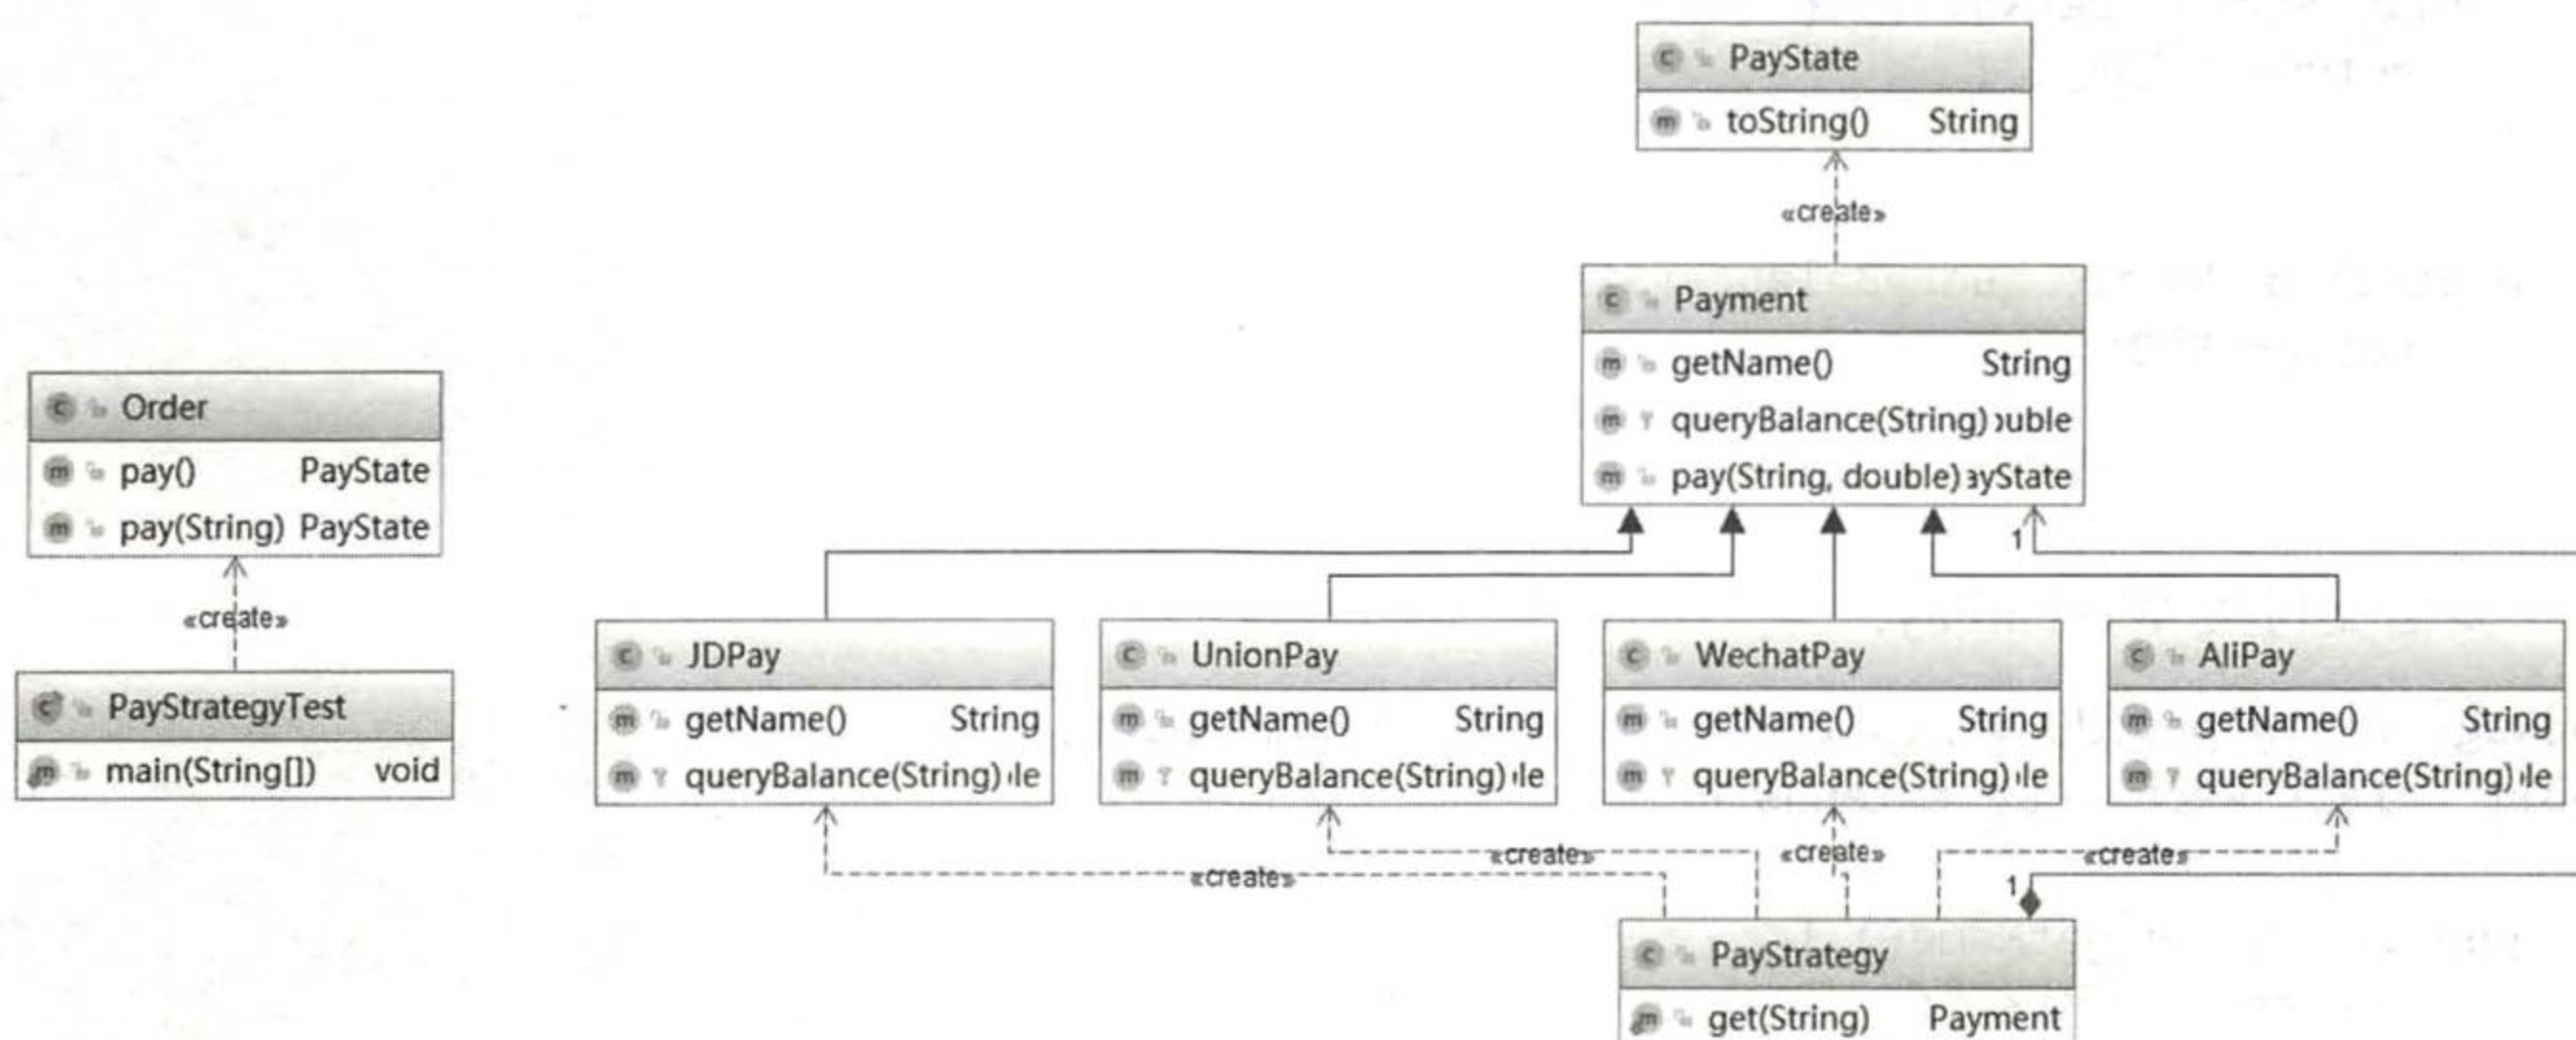 PayState
toString() String
«create»
Payment
getName() String
queryBalance(String) ouble
pay(String, double) ayState
1
Order
pay() PayState
pay(String) PayState
«create»
PayStrategyTest
main(String[]) void
JDPay
getName() String
queryBalance(String) le
UnionPay
getName() String
queryBalance(String) le
WechatPay
getName() String
queryBalance(String) le
AliPay
getName() String
queryBalance(String) le
«create»
«create»
«create»
«create»
1
PayStrategy
get(String) Payment